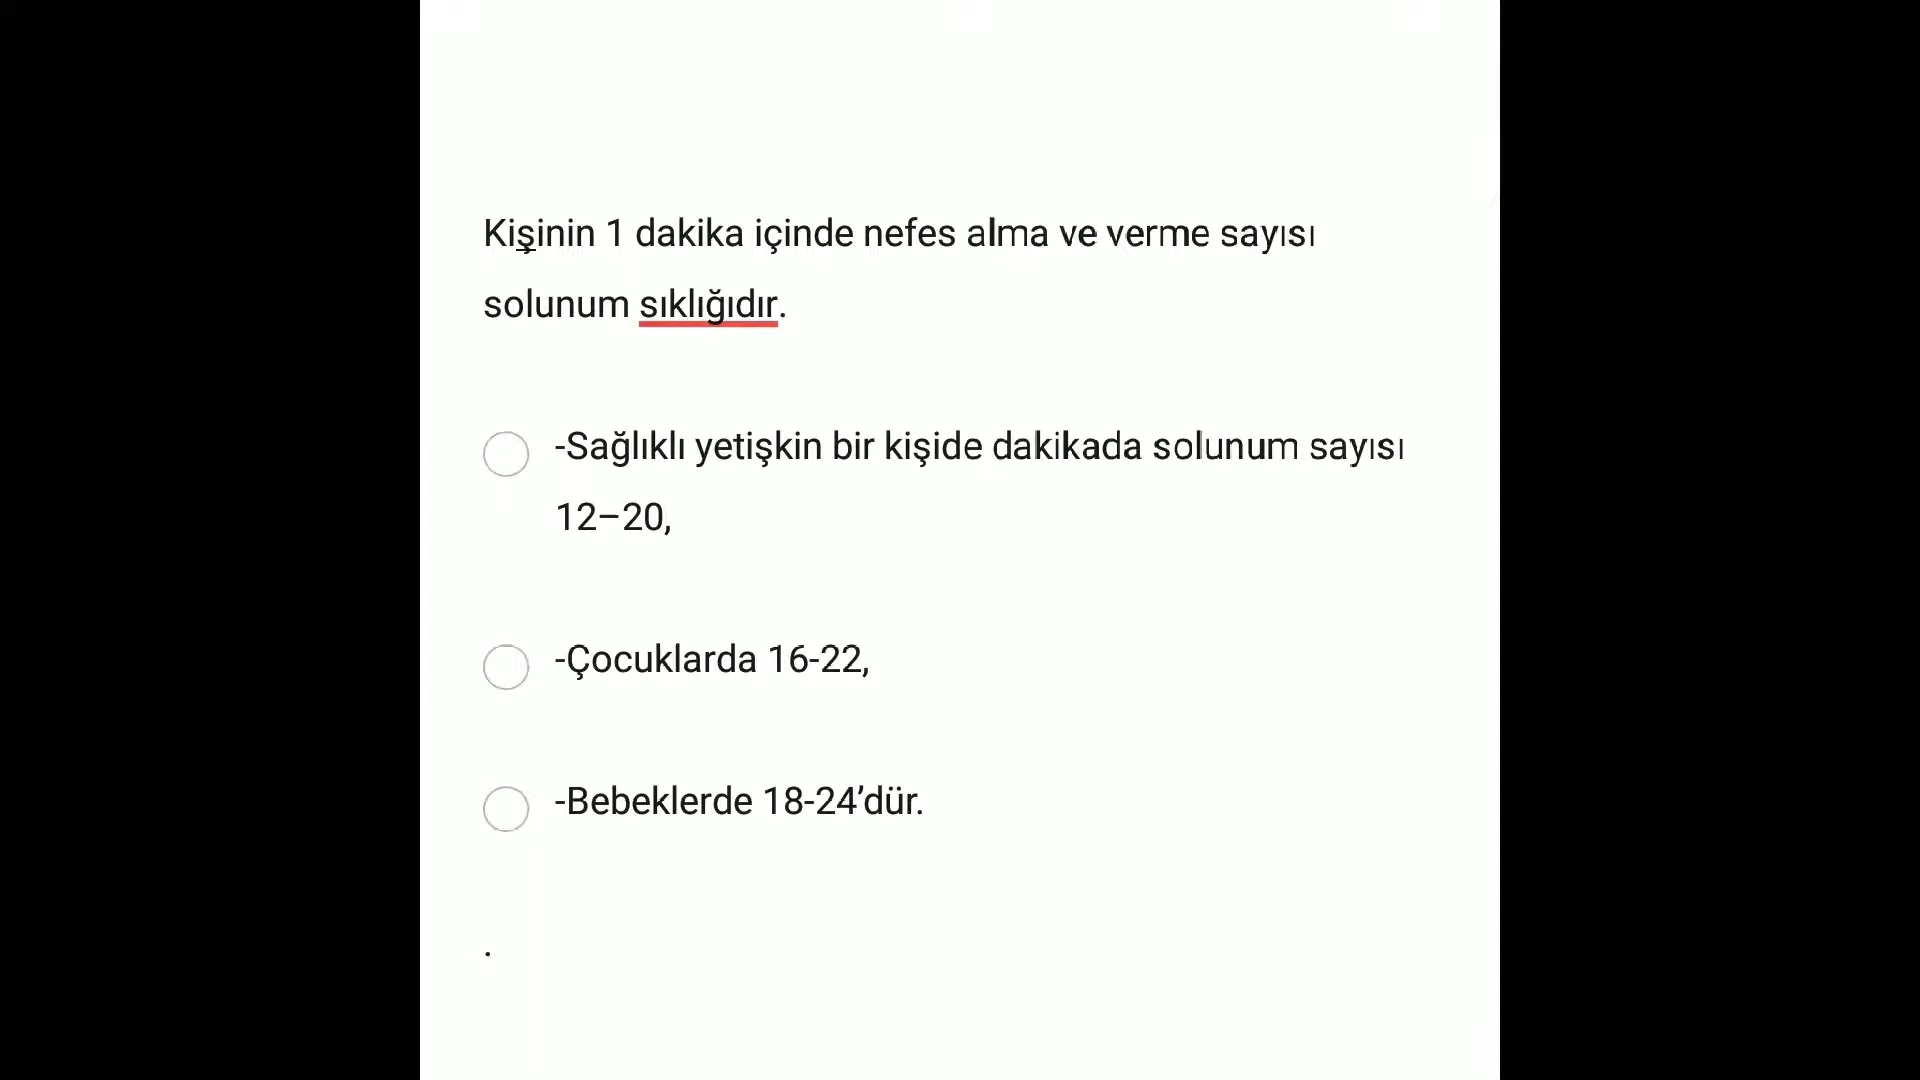 Kişinin 1 dakika içinde nefes alma ve verme sayısı
solunum sıklığıdır.
-Sağlıklı yetişkin bir kişide dakikada solunum sayısı
12–20,
-Çocuklarda 16-22,
-Bebeklerde 18-24’dür.
.